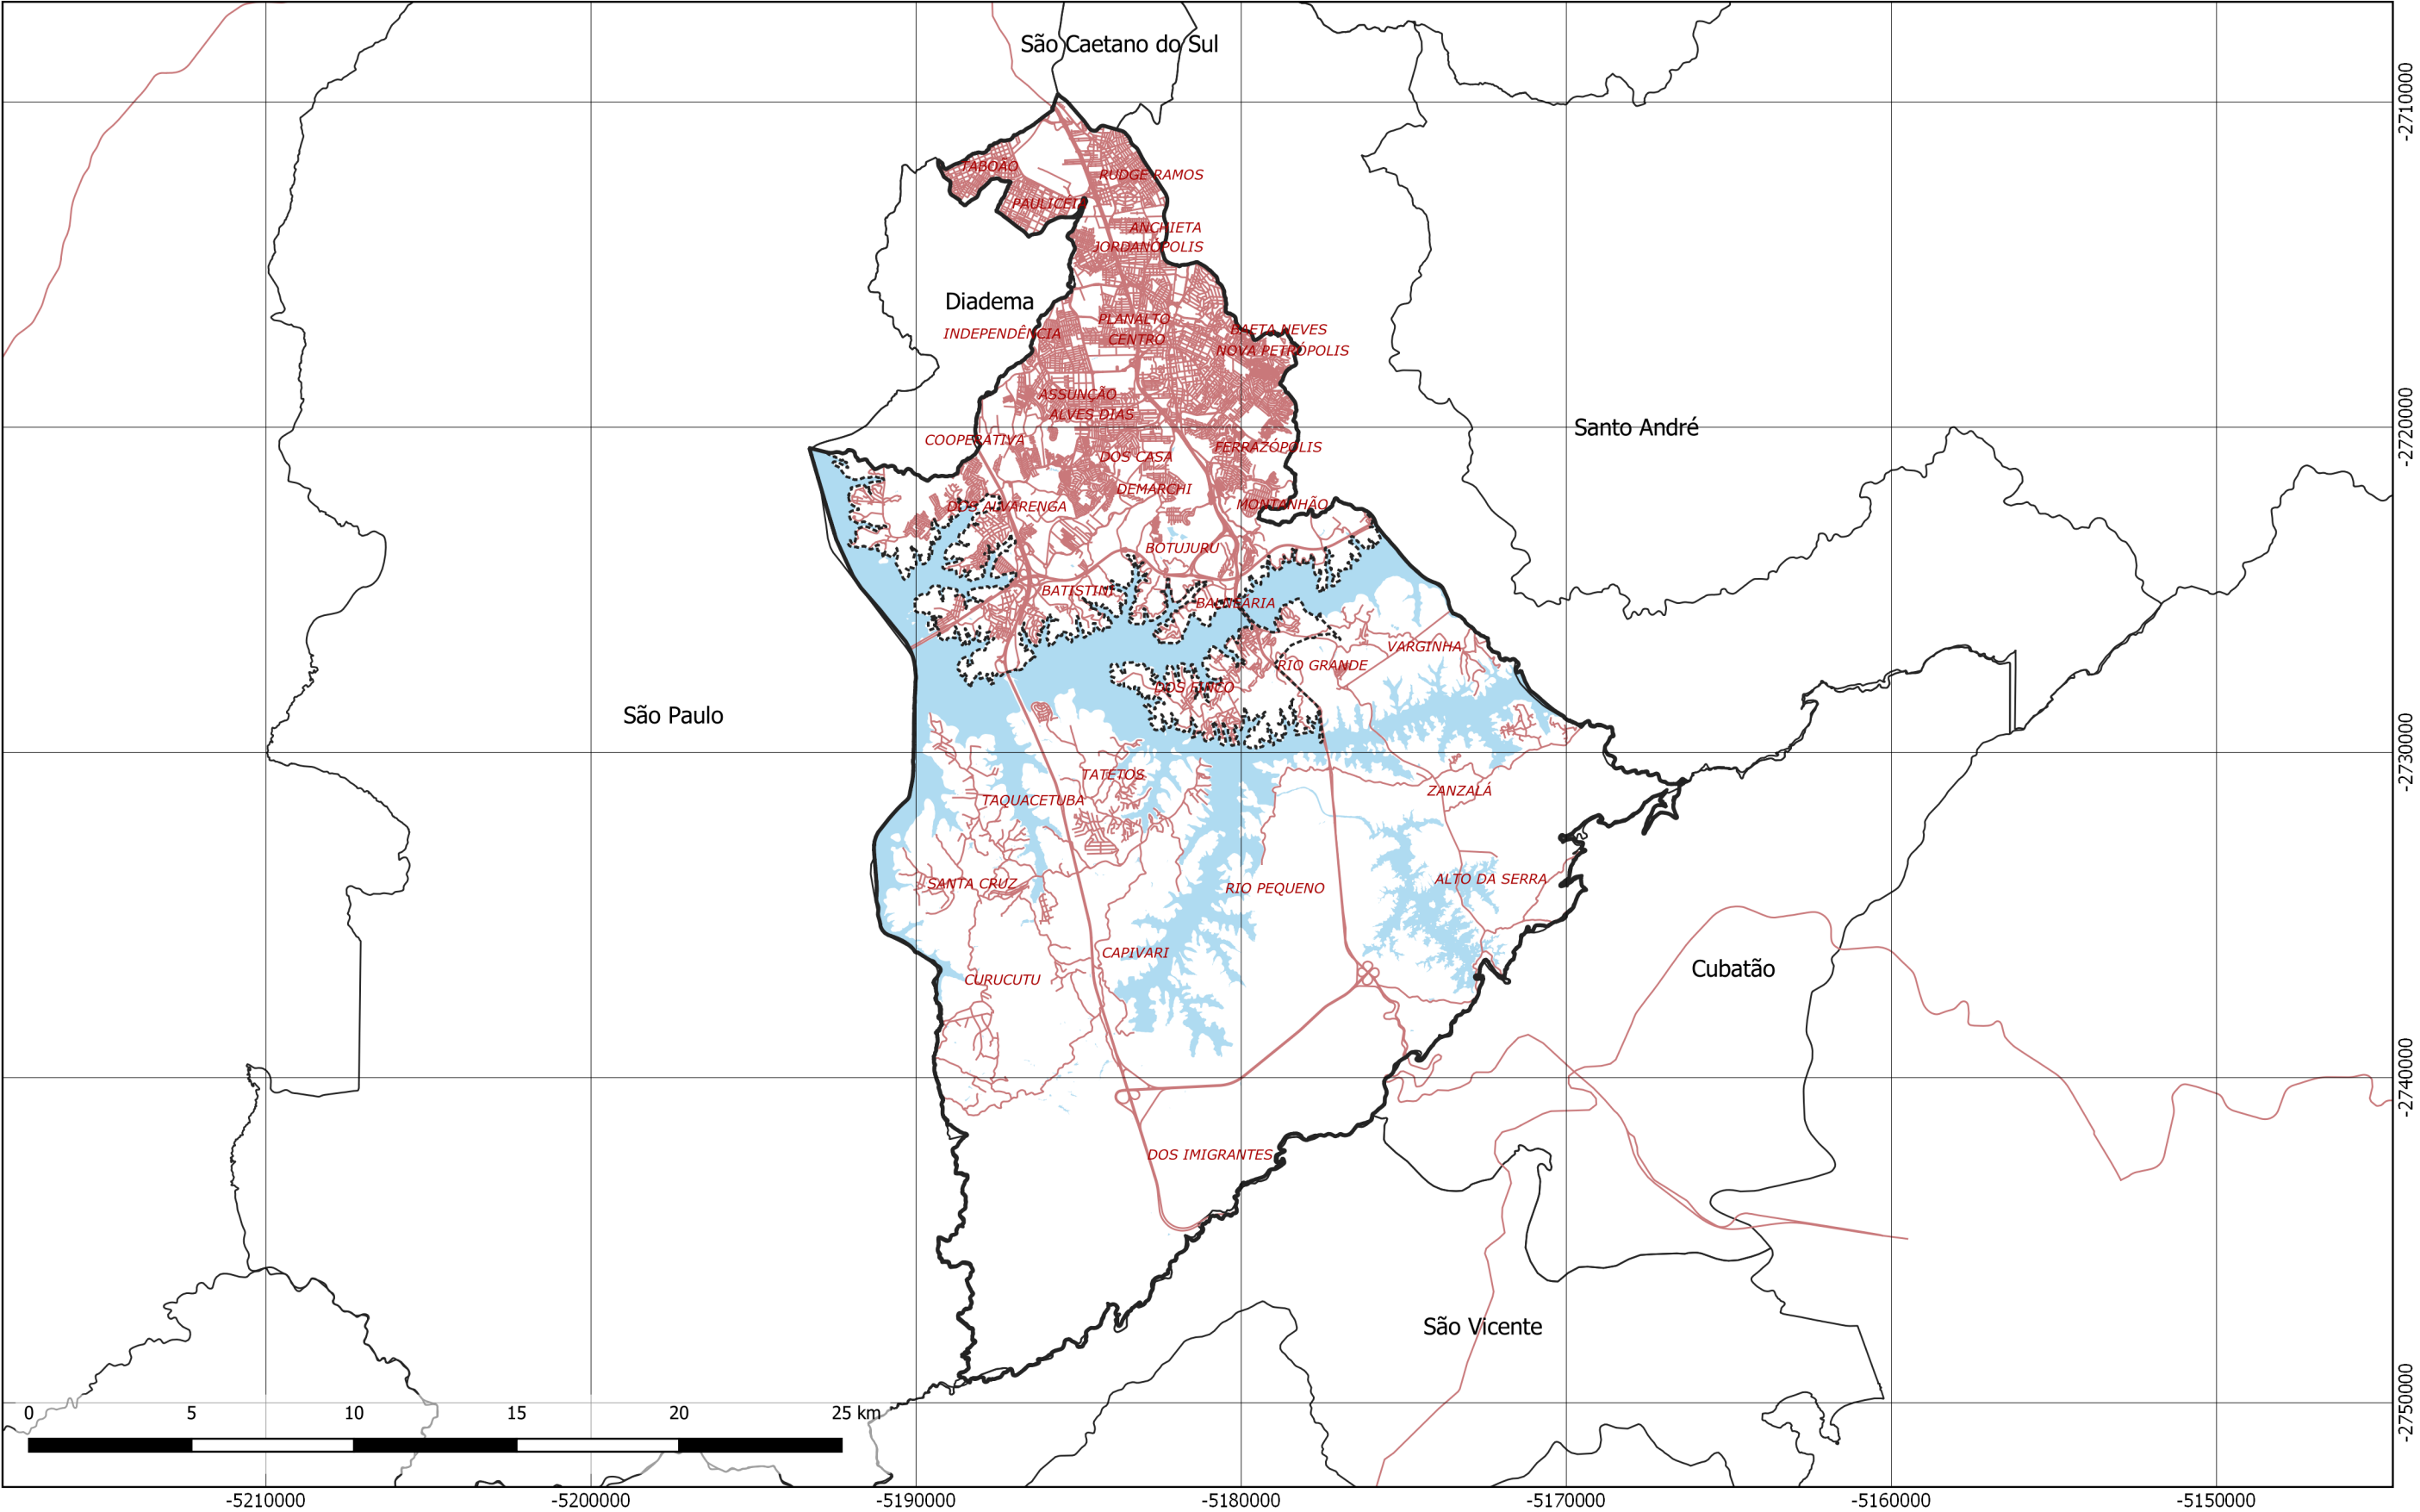 São Caetano do Sul
-2710000
TABOÃO
RUDGE RAMOS
PAULICÉIA
ANCHIETA
JORDANÓPOLIS
Diadema
PLANALTO
INDEPENDÊNCIA
BAETA NEVES
CENTRO
NOVA PETRÓPOLIS
ASSUNÇÃO
ALVES DIAS
-2720000
Santo André
COOPERATIVA
FERRAZÓPOLIS
DOS CASA
DEMARCHI
DOS ALVARENGA
MONTANHÃO
BOTUJURU
BATISTINI
BALNEÁRIA
VARGINHA
RIO GRANDE
DOS FINCO
São Paulo
-2730000
TATETOS
ZANZALÁ
TAQUACETUBA
SANTA CRUZ
RIO PEQUENO
ALTO DA SERRA
CAPIVARI
Cubatão
CURUCUTU
-2740000
DOS IMIGRANTES
São Vicente
-2750000
0 5 10 15 20 25 km
-5210000 -5200000 -5190000 -5180000 -5170000 -5160000 -5150000